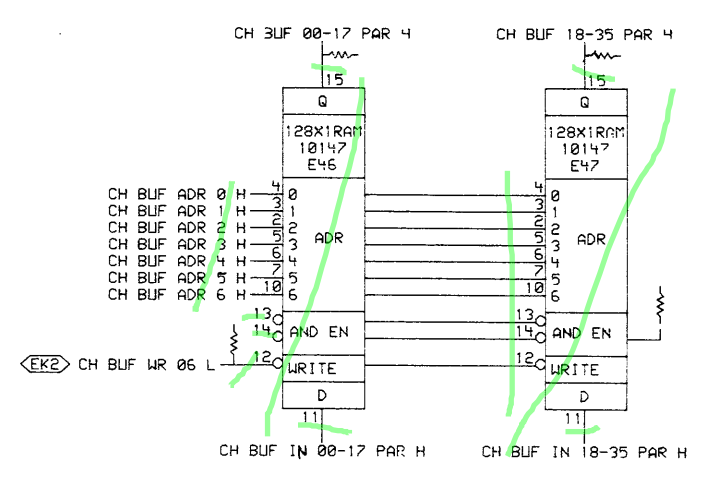 CH BUF 00-17 PAR H CH BUF 18-35 PAR H
15 15
Q Q
128X1RAM 128X1RAM
10147 10147
E46 E47
CH BUF ADR 0 H 4 0 4 0
CH BUF ADR 1 H 3 1 3 1
CH BUF ADR 2 H 2 2 2 2
CH BUF ADR 3 H 5 3 ADR 5 3 ADR
CH BUF ADR 4 H 6 4 6 4
CH BUF ADR 5 H 7 5 7 5
CH BUF ADR 6 H 10 6 10 6
13 13
14 AND EN 14 AND EN
EK2 CH BUF WR 06 L 12 WRITE 12 WRITE
D D
11 11
CH BUF IN 00-17 PAR H CH BUF IN 18-35 PAR H